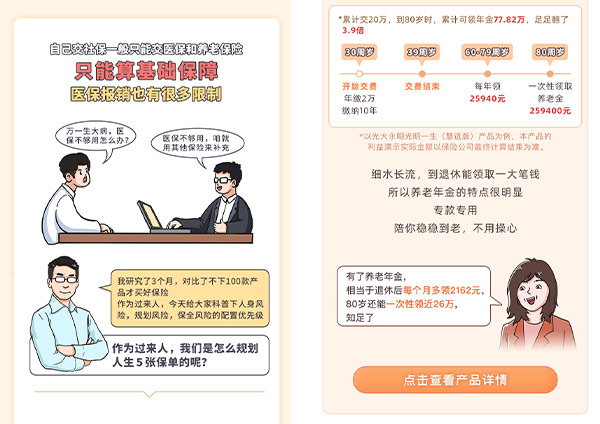 自己交社保一般只能交医保和养老保险
只能算基础保障
医保报销也有很多限制
万一生大病，医
保不够用怎么办？
医保不够用，咱就
用其他保险来补充
我研究了3个月，对比了不下100款产
品才买好保险
作为过来人，今天给大家科普下人身风
险，规划风险，保全风险的配置优先级
作为过来人，我们是怎么规划
人生5张保单的呢？
*累计交20万，到80岁时，累计可领年金77.82万，足足翻了
3.9倍
30周岁
39周岁
60-79周岁
80周岁
开始交费
年缴2万
缴纳10年
交费结束
每年领
25940元
一次性领取
养老金
259400元
*以光大永明光明一生（慧选版）产品为例，本产品的
利益演示实际金额以保险公司最终计算结果为准。
细水长流，到退休能领取一大笔钱
所以养老年金的特点很明显
专款专用
陪你稳稳到老，不用操心
有了养老年金，
相当于退休后每个月多领2162元，
80岁还能一次性领近26万，
知足了
点击查看产品详情